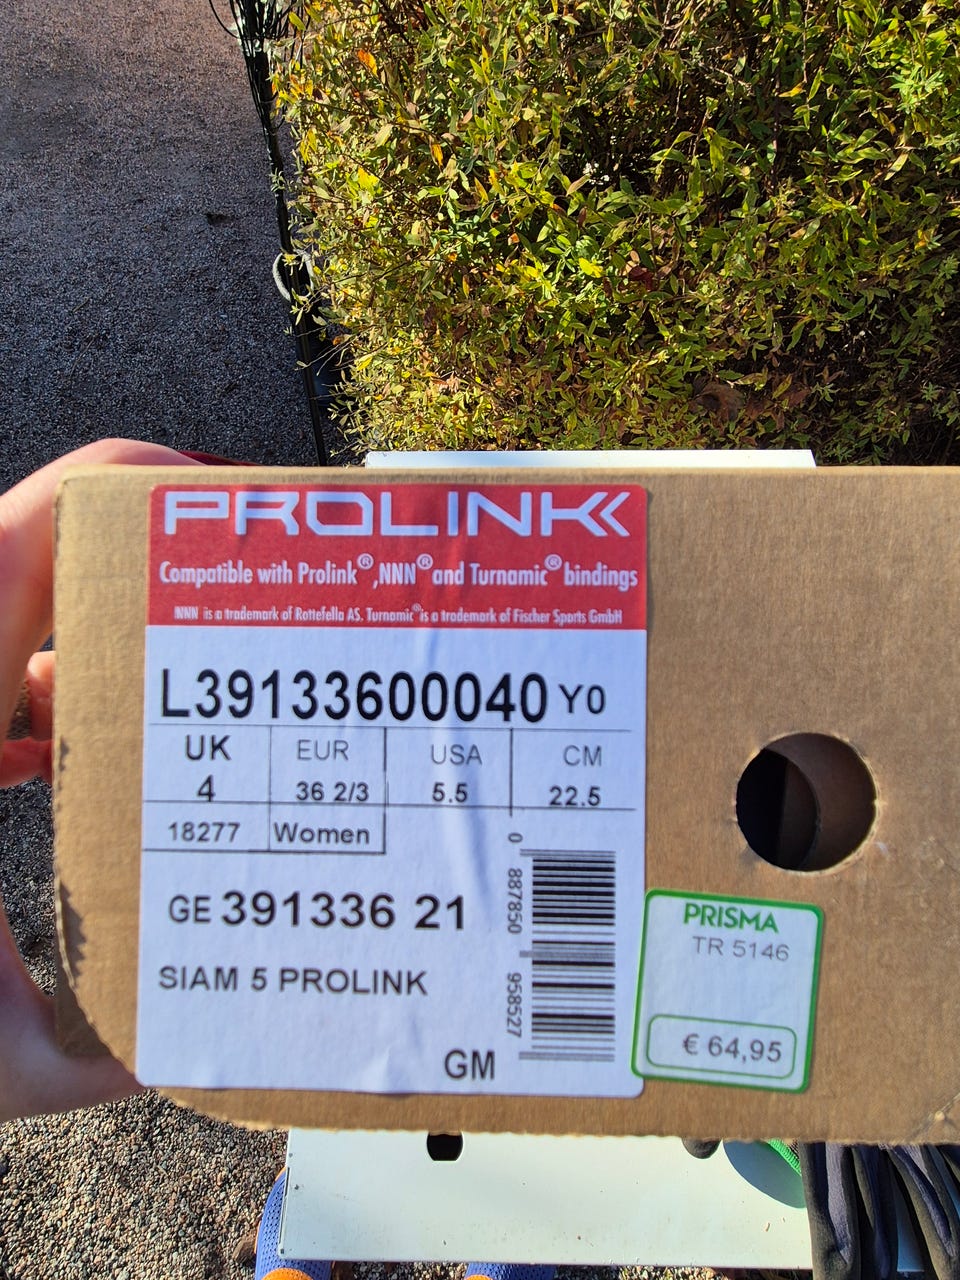 PROLINK
Compatible with Prolink®, NNN® and Turnamic® bindings
NNN is a trademark of Rottefella AS. Turnamic® is a trademark of Fischer Sports GmbH
L39133600040 Y0
UK EUR USA CM
4 36 2/3 5.5 22.5
18277 Women
GE 391336 21
SIAM 5 PROLINK
GM
0 887850 958527
PRISMA
TR 5146
€ 64,95